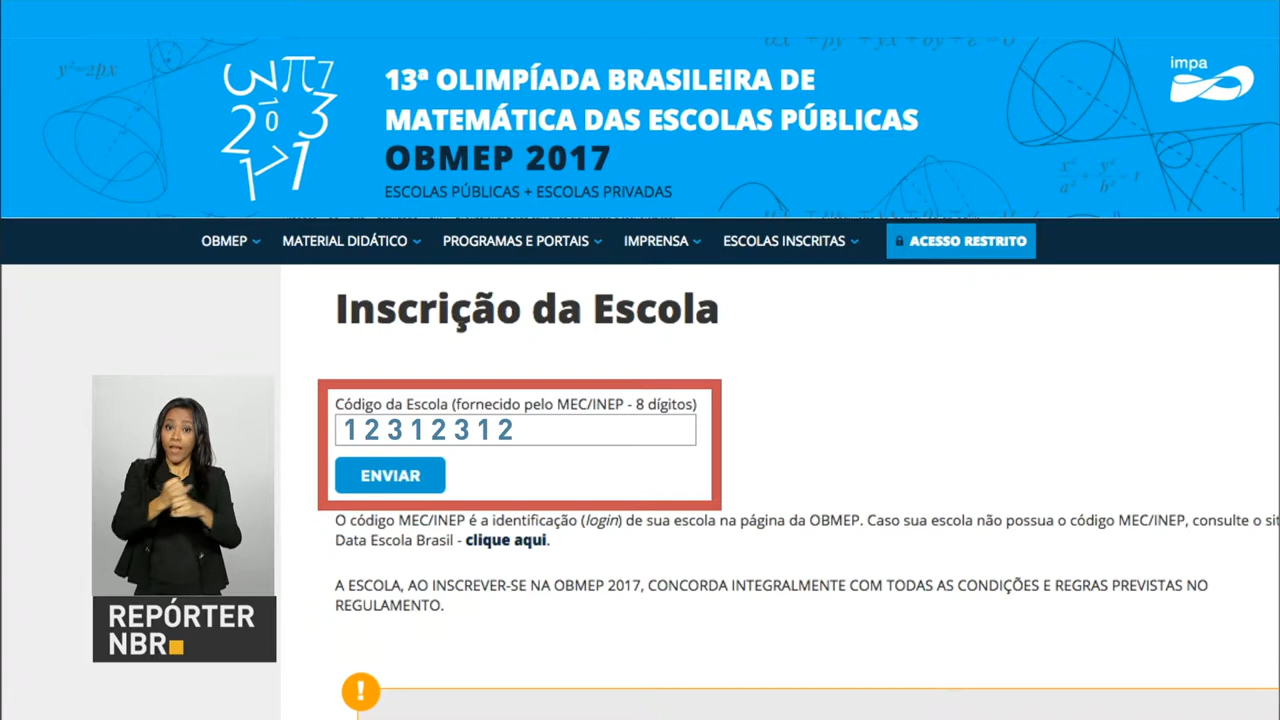 impa
13ª OLIMPÍADA BRASILEIRA DE
MATEMÁTICA DAS ESCOLAS PÚBLICAS
OBMEP 2017
ESCOLAS PÚBLICAS + ESCOLAS PRIVADAS
y²=2px
OBMEP
MATERIAL DIDÁTICO
PROGRAMAS E PORTAIS
IMPRENSA
ESCOLAS INSCRITAS
ACESSO RESTRITO
Inscrição da Escola
Código da Escola (fornecido pelo MEC/INEP - 8 dígitos)
12312312
ENVIAR
O código MEC/INEP é a identificação (login) de sua escola na página da OBMEP. Caso sua escola não possua o código MEC/INEP, consulte o
Data Escola Brasil - clique aqui.
A ESCOLA, AO INSCREVER-SE NA OBMEP 2017, CONCORDA INTEGRALMENTE COM TODAS AS CONDIÇÕES E REGRAS PREVISTAS NO
REGULAMENTO.
REPÓRTER
NBR
!